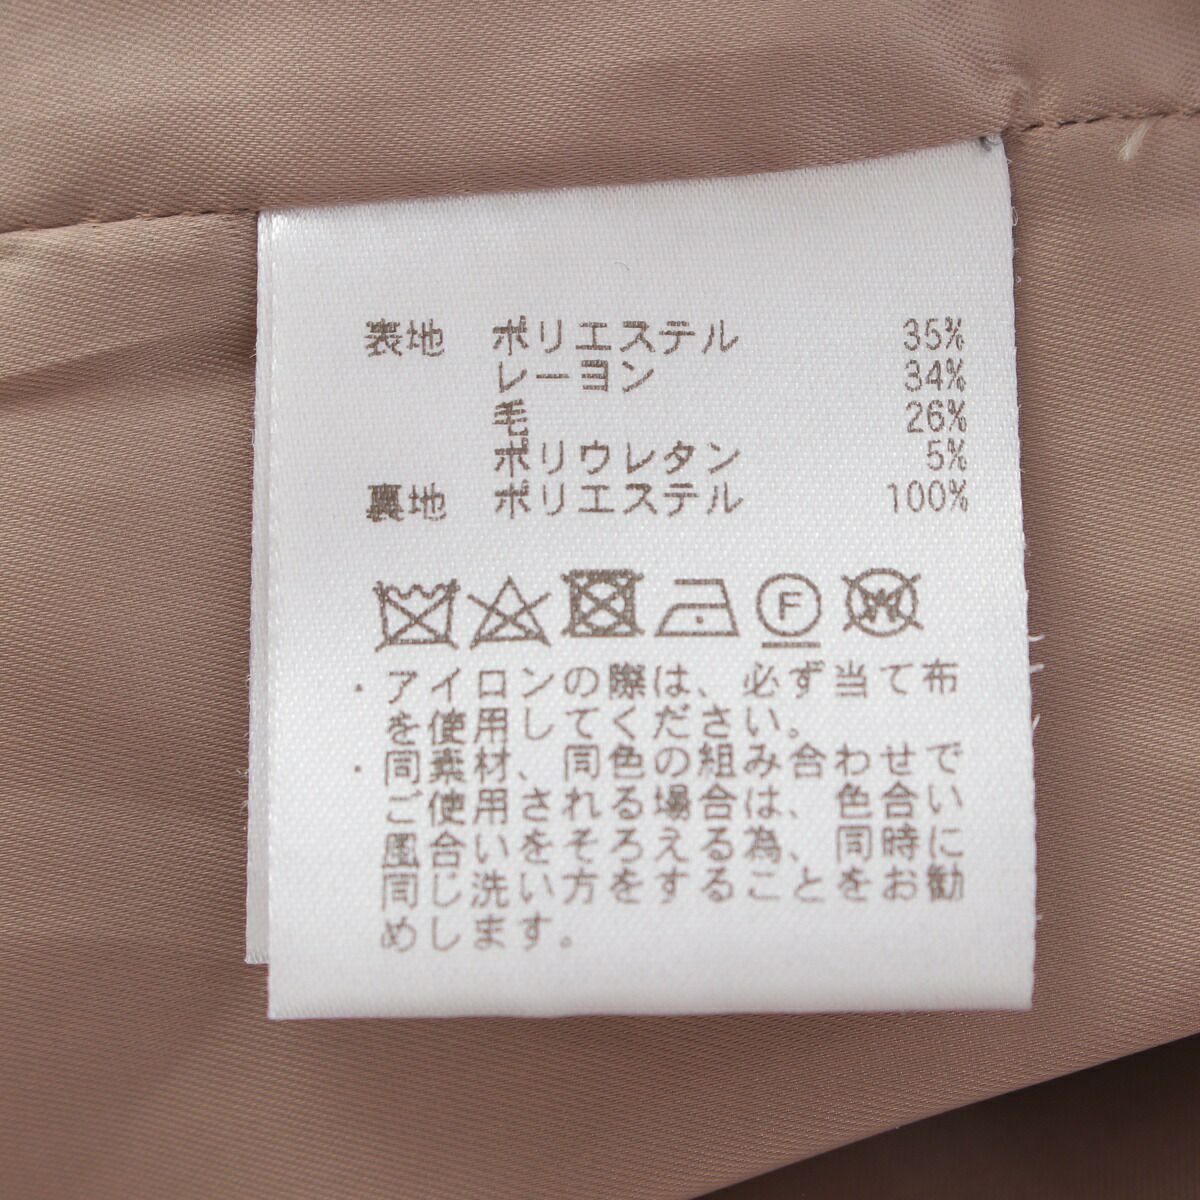 表地 ポリエステル 35%
レーヨン 34%
毛 26%
ポリウレタン 5%
裏地 ポリエステル 100%
F W
・アイロンの際は、必ず当て布
を使用してください。
・同素材、同色の組み合わせで
ご使用される場合は、色合い
風合いをそろえる為、同時に
同じ洗い方をすることをお勧
めします。